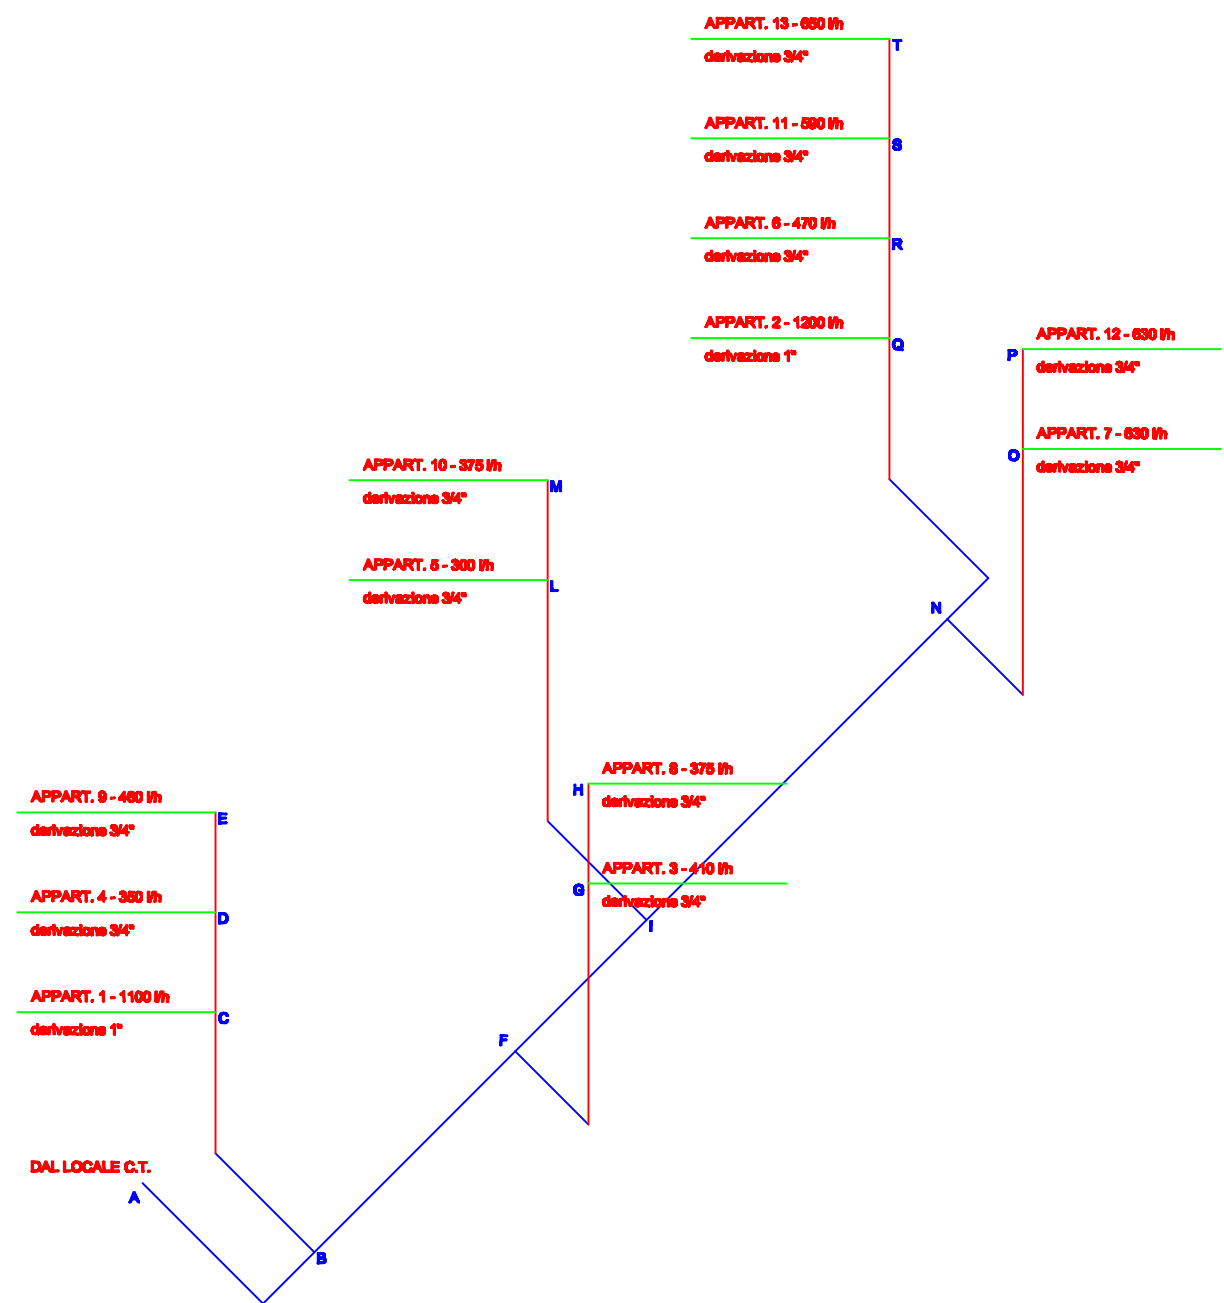 APPART. 13 - 650 l/h
T
derivazione 3/4"
APPART. 11 - 590 l/h
S
derivazione 3/4"
APPART. 6 - 470 l/h
R
derivazione 3/4"
APPART. 2 - 1200 l/h
Q
derivazione 1"
APPART. 12 - 630 l/h
P
derivazione 3/4"
APPART. 7 - 630 l/h
O
derivazione 3/4"
APPART. 10 - 375 l/h
M
derivazione 3/4"
APPART. 5 - 300 l/h
L
derivazione 3/4"
N
APPART. 8 - 375 l/h
H
derivazione 3/4"
APPART. 3 - 410 l/h
G
derivazione 3/4"
I
APPART. 9 - 460 l/h
E
derivazione 3/4"
APPART. 4 - 350 l/h
D
derivazione 3/4"
APPART. 1 - 1100 l/h
C
derivazione 1"
F
DAL LOCALE C.T.
A
B